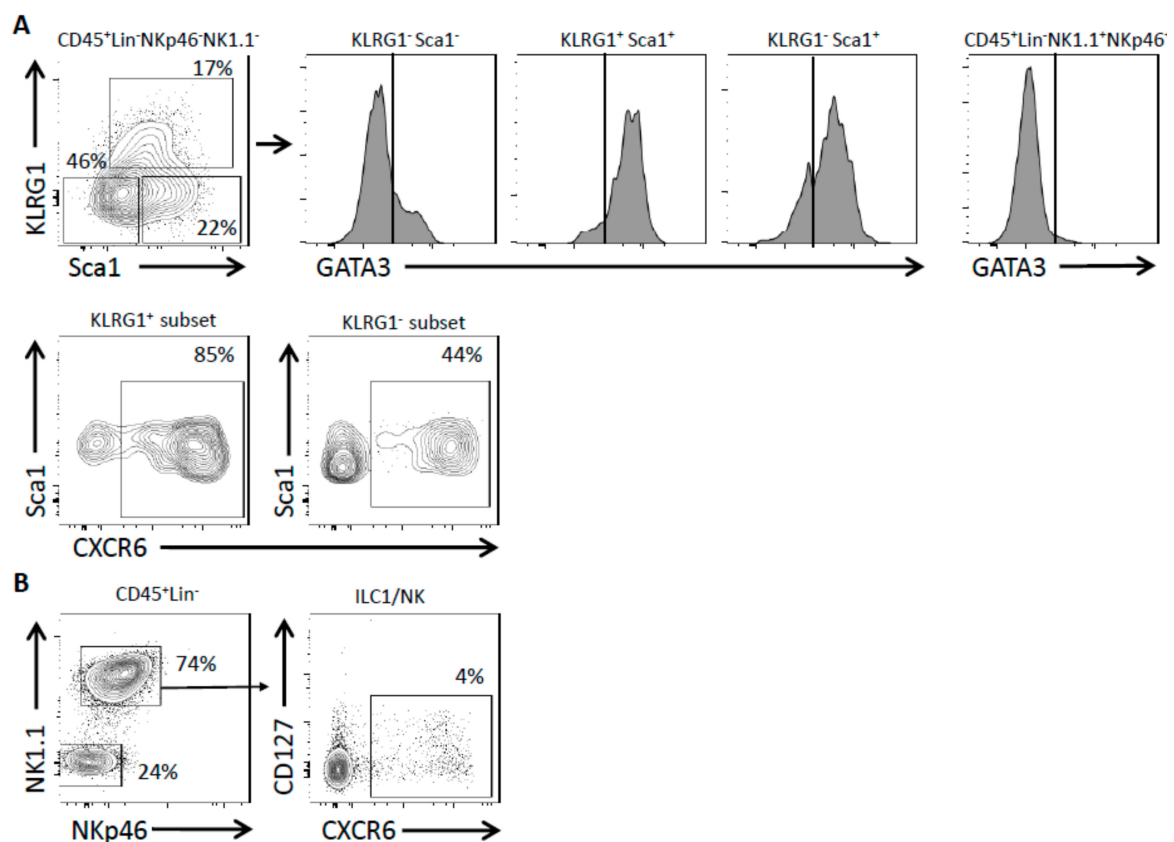 A
CD45⁺Lin⁻NKp46⁻NK1.1⁻
KLRG1⁻ Sca1⁻
KLRG1⁺ Sca1⁺
KLRG1⁻ Sca1⁺
CD45⁺Lin⁻NK1.1⁺NKp46⁺
17%
46%
22%
KLRG1
Sca1
GATA3
GATA3
KLRG1⁺ subset
KLRG1⁻ subset
85%
44%
Sca1
Sca1
CXCR6
B
CD45⁺Lin⁻
ILC1/NK
74%
4%
24%
NK1.1
CD127
NKp46
CXCR6